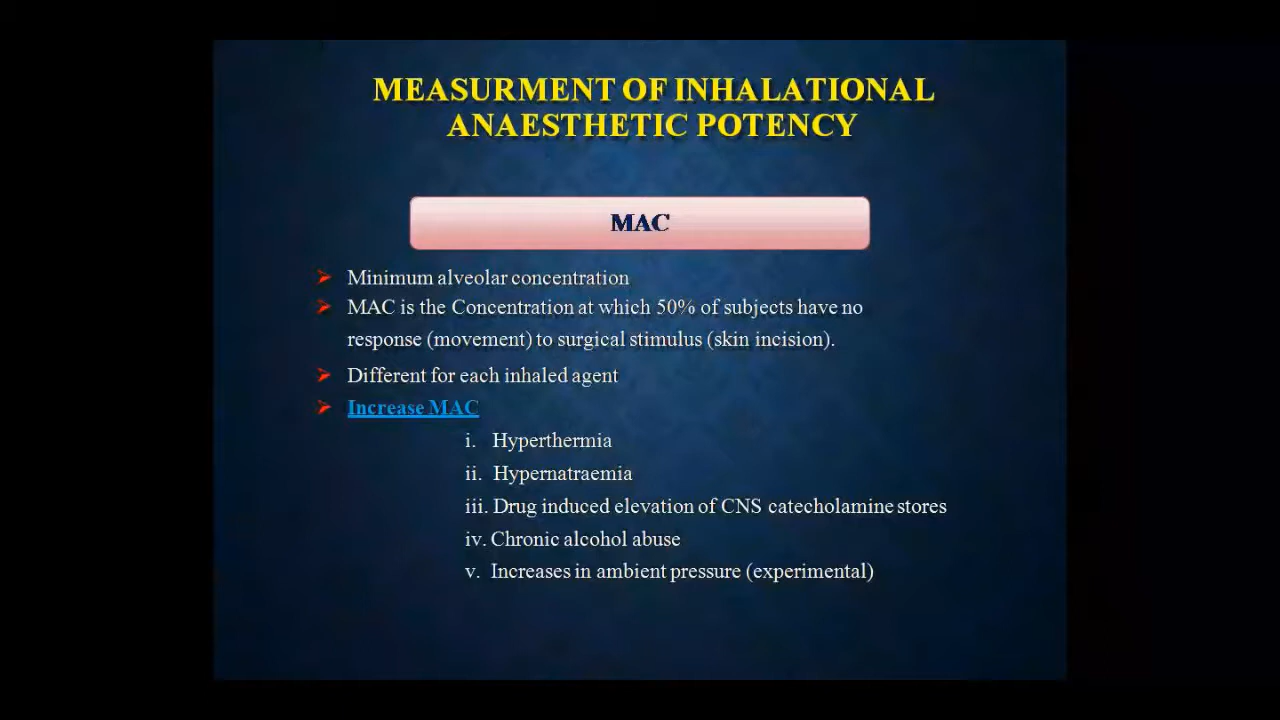 MEASURMENT OF INHALATIONAL
ANAESTHETIC POTENCY
MAC
Minimum alveolar concentration
MAC is the Concentration at which 50% of subjects have no
response (movement) to surgical stimulus (skin incision).
Different for each inhaled agent
Increase MAC
i. Hyperthermia
ii. Hypernatraemia
iii. Drug induced elevation of CNS catecholamine stores
iv. Chronic alcohol abuse
v. Increases in ambient pressure (experimental)